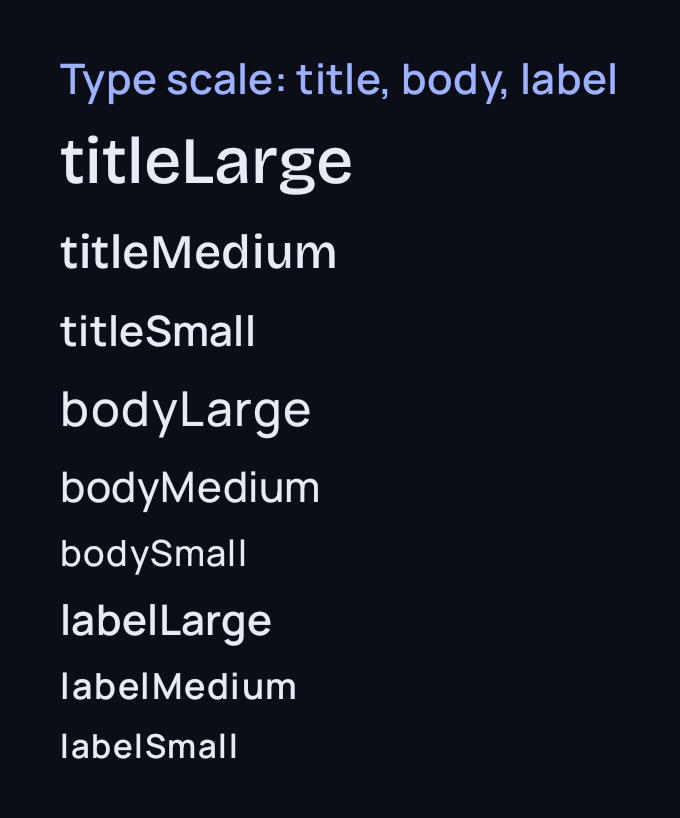 Type scale: title, body, label
titleLarge
titleMedium
titleSmall
bodyLarge
bodyMedium
bodySmall
labelLarge
labelMedium
labelSmall